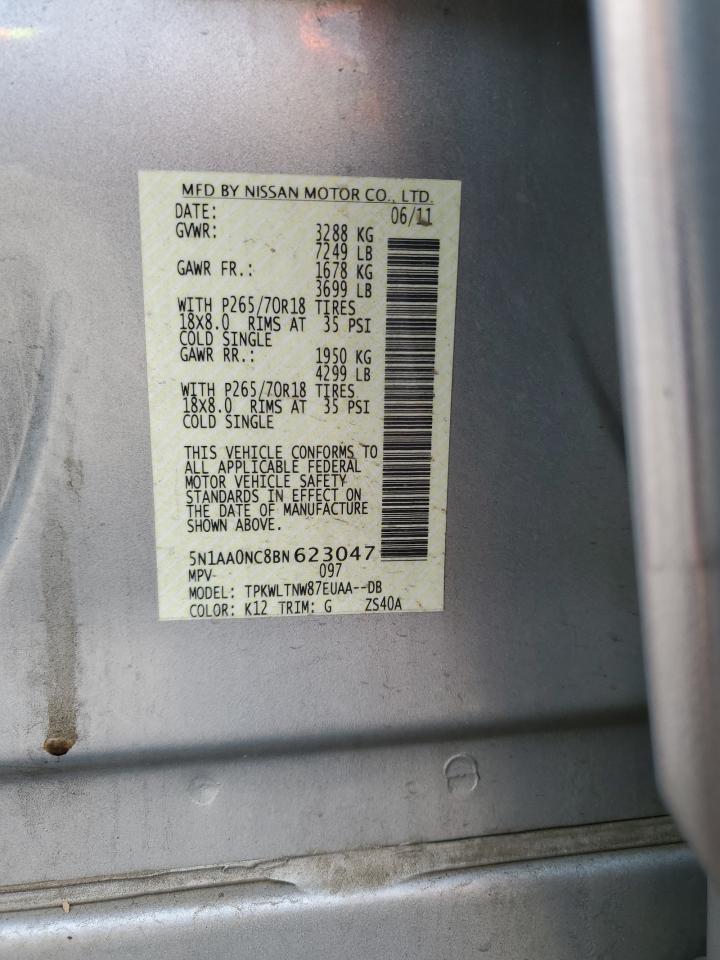 MFD BY NISSAN MOTOR CO., LTD.
DATE: 06/11
GVWR: 3288 KG
7249 LB
GAWR FR.: 1678 KG
3699 LB
WITH P265/70R18 TIRES
18X8.0 RIMS AT 35 PSI
COLD SINGLE
GAWR RR.: 1950 KG
4299 LB
WITH P265/70R18 TIRES
18X8.0 RIMS AT 35 PSI
COLD SINGLE
THIS VEHICLE CONFORMS TO
ALL APPLICABLE FEDERAL
MOTOR VEHICLE SAFETY
STANDARDS IN EFFECT ON
THE DATE OF MANUFACTURE
SHOWN ABOVE.
5N1AA0NC8BN623047
MPV 097
MODEL: TPKWLTNW87EUAA--DB
COLOR: K12 TRIM: G ZS40A